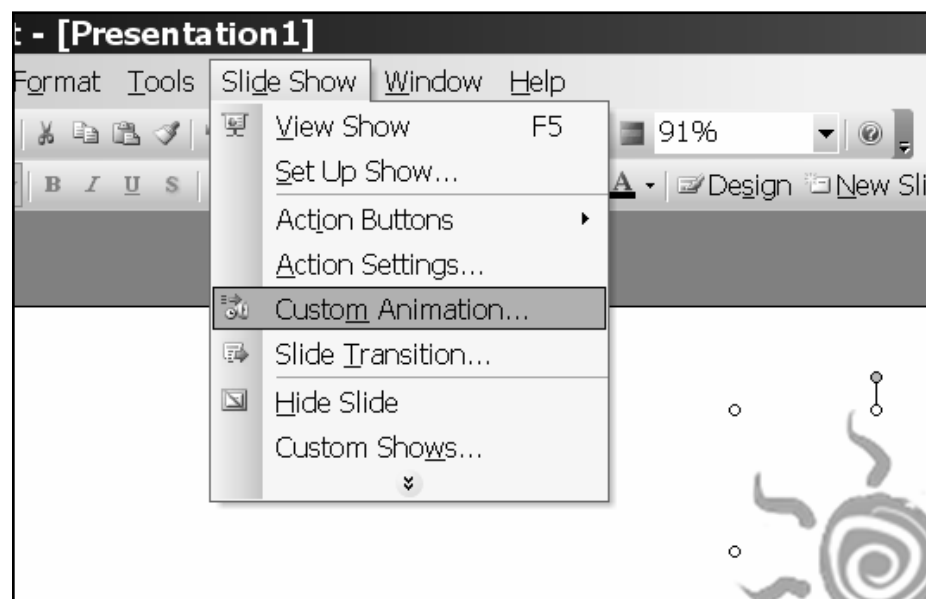 t - [Presentation1]
Format Tools Slide Show Window Help
View Show F5
91%
Set Up Show...
B I U S A Design New Sli
Action Buttons
Action Settings...
Custom Animation...
Slide Transition...
Hide Slide
Custom Shows...